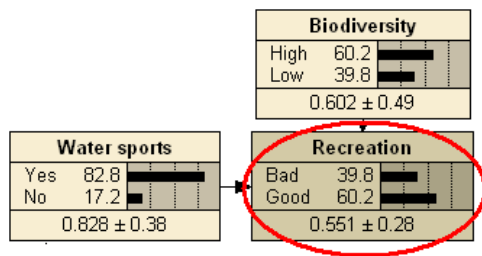 Biodiversity
High 60.2
Low 39.8
0.602 ± 0.49
Water sports
Yes 82.8
No 17.2
0.828 ± 0.38
Recreation
Bad 39.8
Good 60.2
0.551 ± 0.28